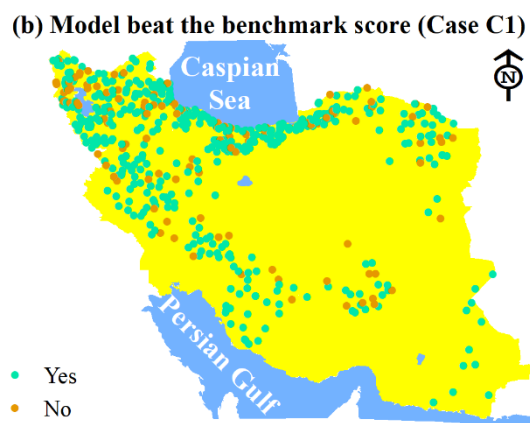 (b) Model beat the benchmark score (Case C1)
Caspian
Sea
N
Persian Gulf
Yes
No